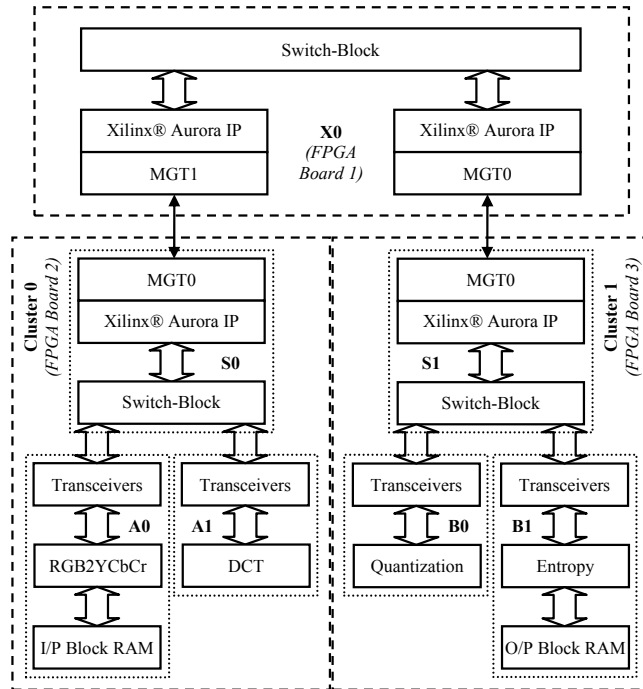 Switch-Block
Xilinx® Aurora IP
MGT1
X0
(FPGA
Board 1)
Xilinx® Aurora IP
MGT0
Cluster 0
(FPGA Board 2)
MGT0
Xilinx® Aurora IP
S0
Switch-Block
Transceivers
A0
RGB2YCbCr
I/P Block RAM
Transceivers
A1
DCT
MGT0
Xilinx® Aurora IP
S1
Switch-Block
Cluster 1
(FPGA Board 3)
Transceivers
B0
Quantization
Transceivers
B1
Entropy
O/P Block RAM